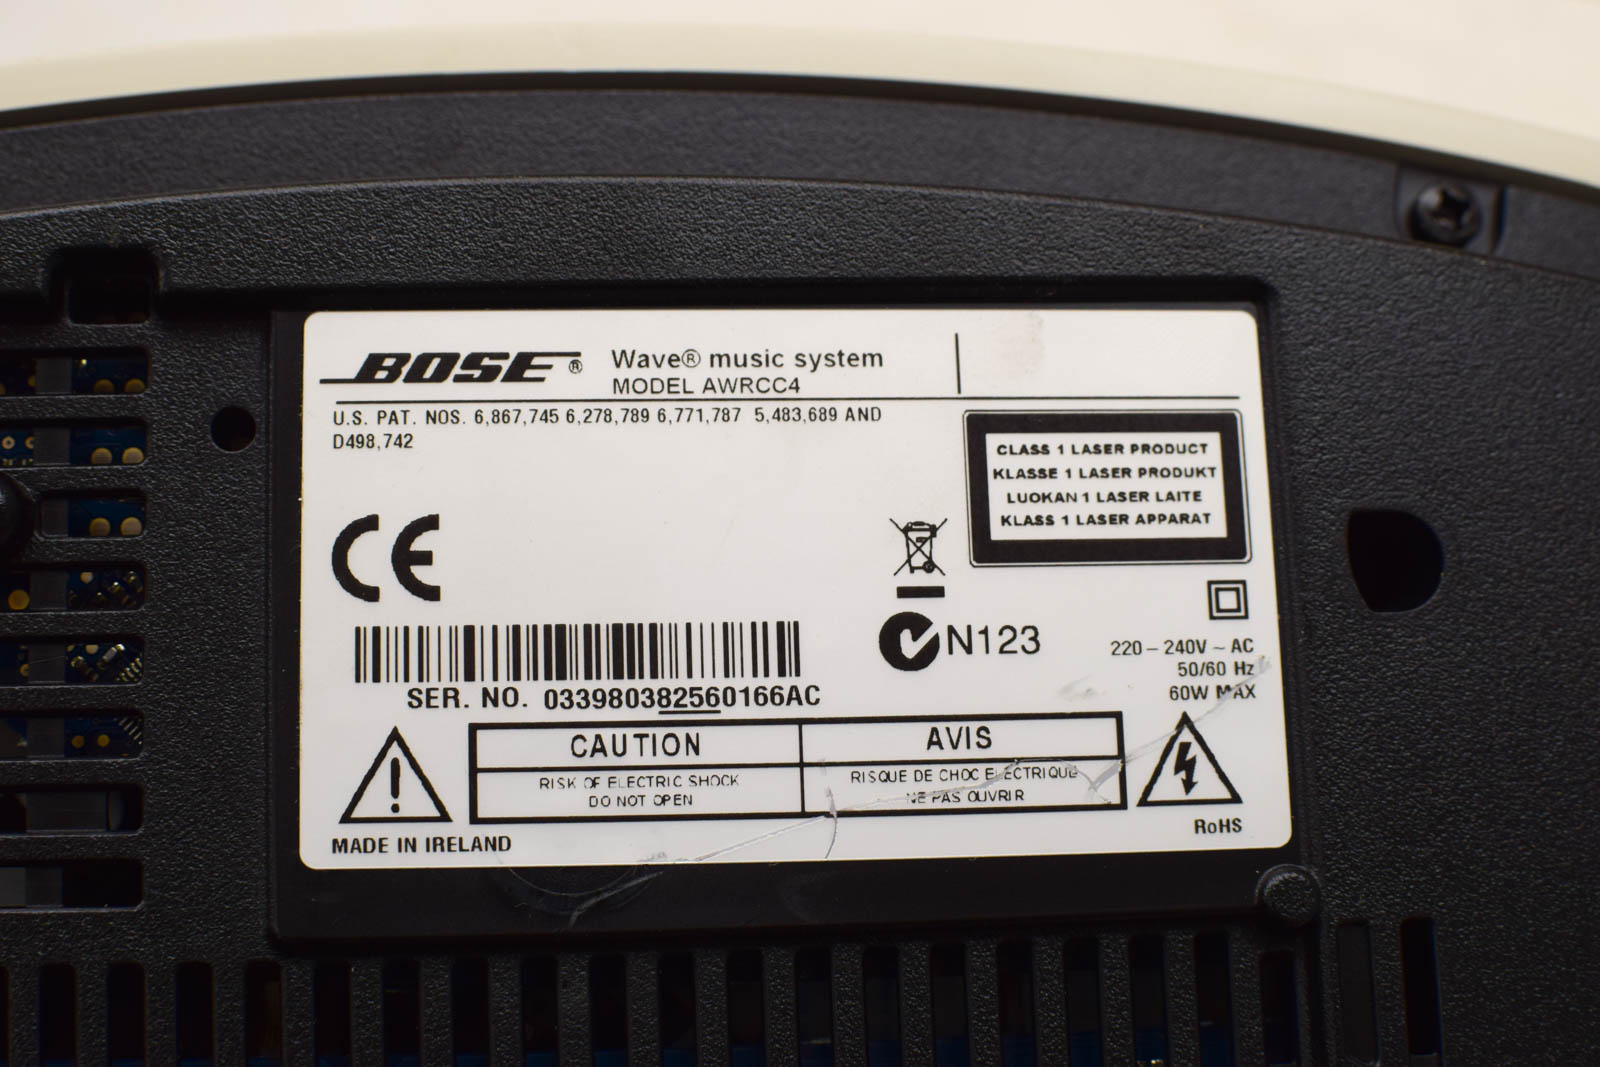 BOSE® Wave® music system
MODEL AWRCC4
U.S. PAT. NOS. 6,867,745 6,278,789 6,771,787 5,483,689 AND
D498,742
CLASS 1 LASER PRODUCT
KLASSE 1 LASER PRODUKT
LUOKAN 1 LASER LAITE
KLASS 1 LASER APPARAT
CE
N123
220 – 240V ~ AC
50/60 Hz
60W MAX
SER. NO. 033980382560166AC
CAUTION
RISK OF ELECTRIC SHOCK
DO NOT OPEN
AVIS
RISQUE DE CHOC ELECTRIQUE
NE PAS OUVRIR
MADE IN IRELAND
RoHS